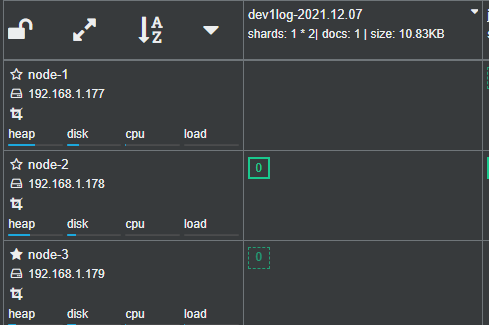 A
Z
dev1log-2021.12.07
shards: 1 * 2| docs: 1 | size: 10.83KB
node-1
192.168.1.177
heap disk cpu load
node-2
192.168.1.178
heap disk cpu load
0
node-3
192.168.1.179
heap disk cpu load
0